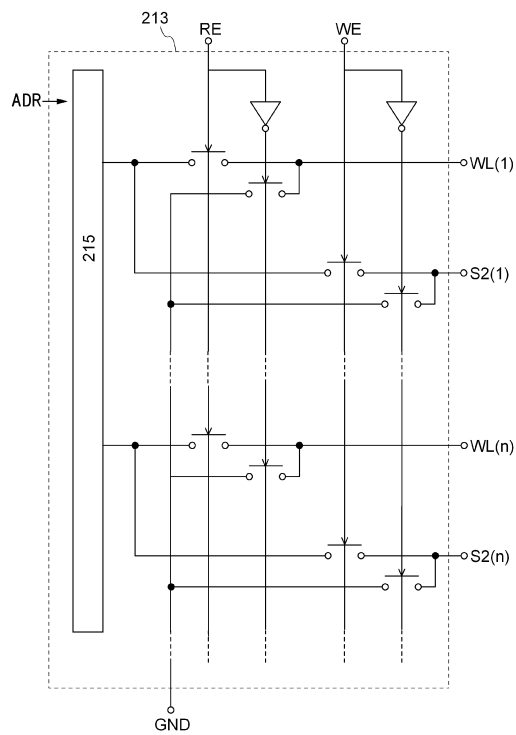 213
RE
WE
ADR
215
WL(1)
S2(1)
WL(n)
S2(n)
GND